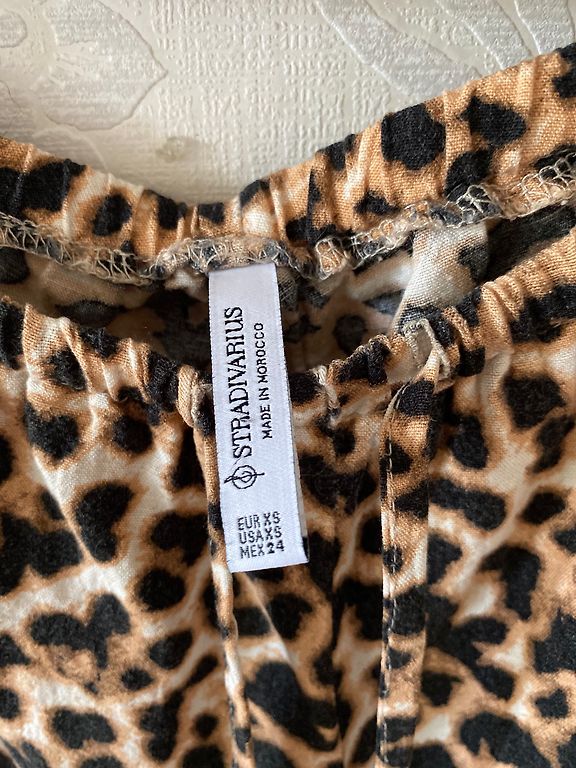 STRADIVARIUS
MADE IN MOROCCO
EUR XS
USA XS
MEX 24